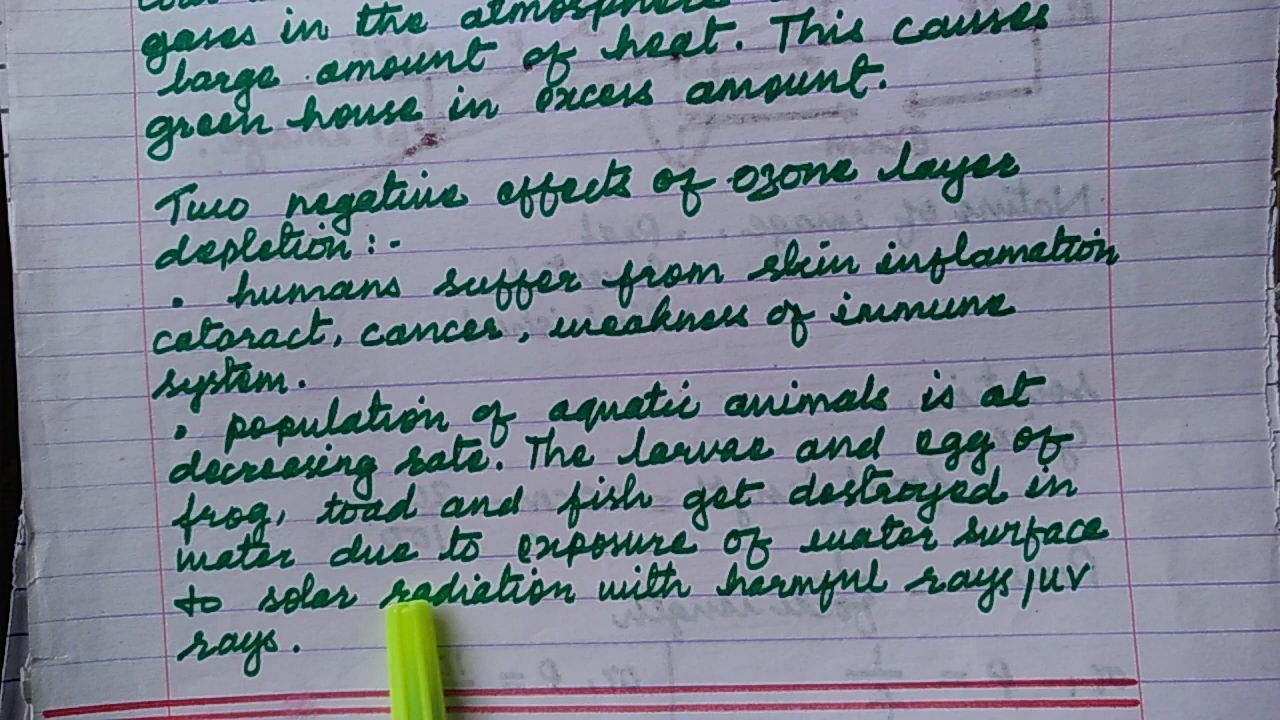 gases in the atmosphere
large amount of heat. This causes
green house in excess amount.
Two negative effects of ozone layer
depletion :-
• humans suffer from skin inflamation
cataract, cancer, weakness of immune
system.
• population of aquatic animals is at
decreasing rate. The larvae and egg of
frog, toad and fish get destroyed in
water due to exposure of water surface
to solar radiation with harmful rays/UV
rays.